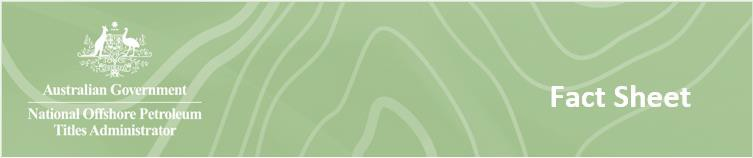 Australian Government
National Offshore Petroleum
Titles Administrator
Fact Sheet